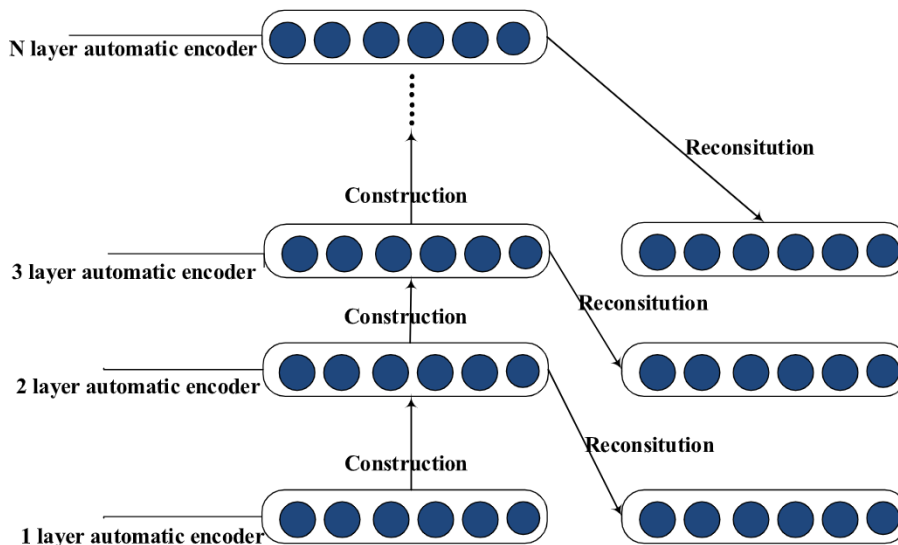 N layer automatic encoder
Reconsitution
Construction
3 layer automatic encoder
Reconsitution
Construction
2 layer automatic encoder
Reconsitution
Construction
1 layer automatic encoder